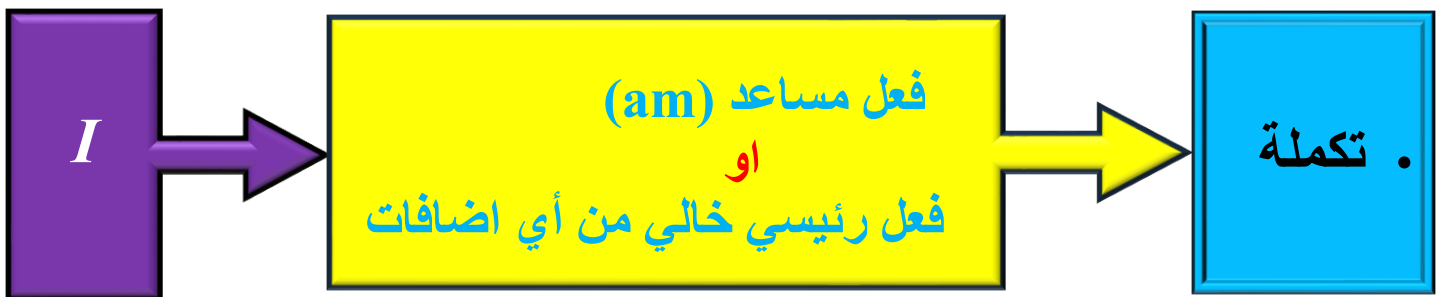 I
فعل مساعد (am)
او
فعل رئيسي خالي من أي اضافات
• تكملة